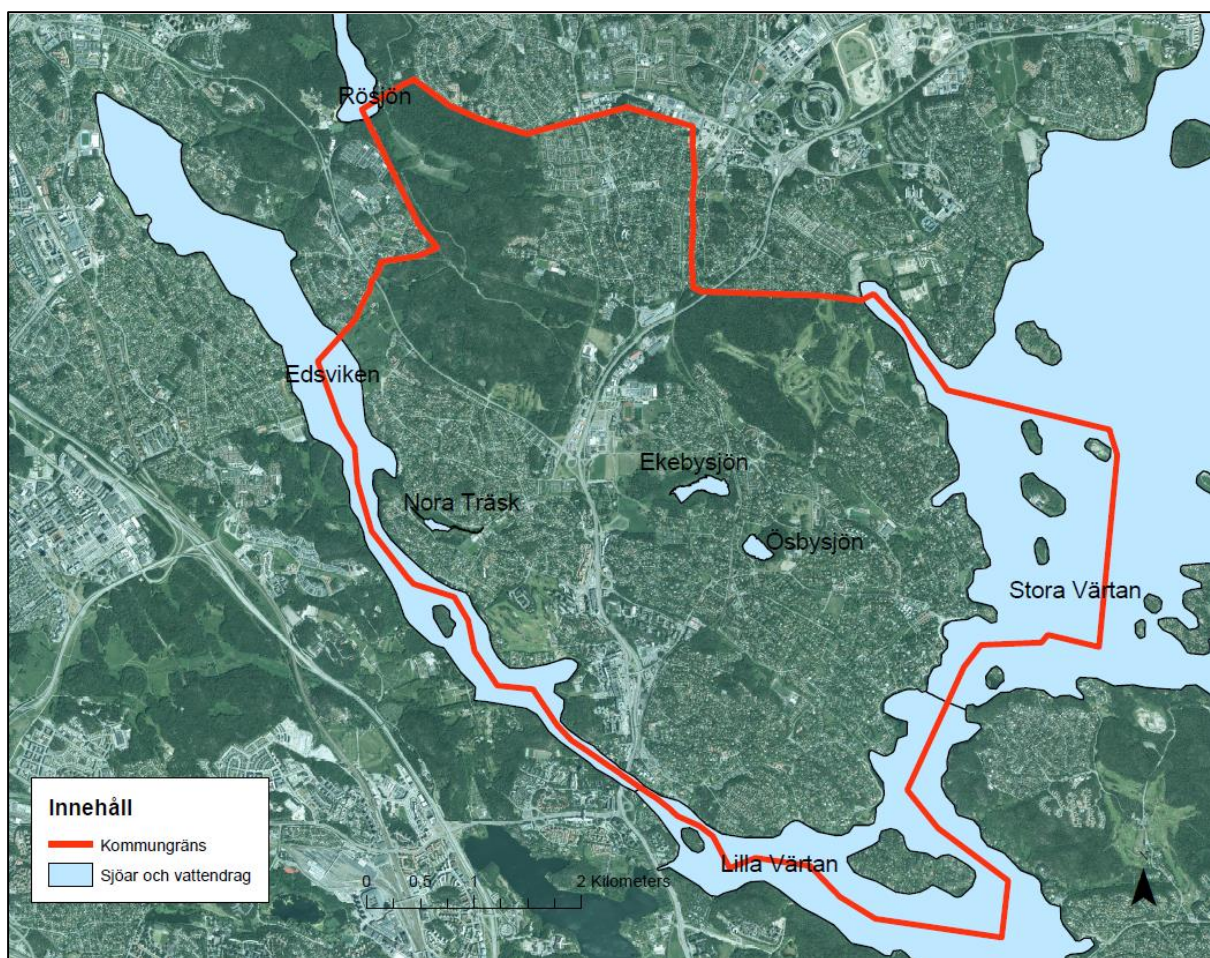 Rösjön
Edsviken
Ekebysjön
Nora Träsk
Ösbysjön
Stora Värtan
Lilla Värtan
Innehåll
Kommungräns
Sjöar och vattendrag
0 0,5 1 2 Kilometers